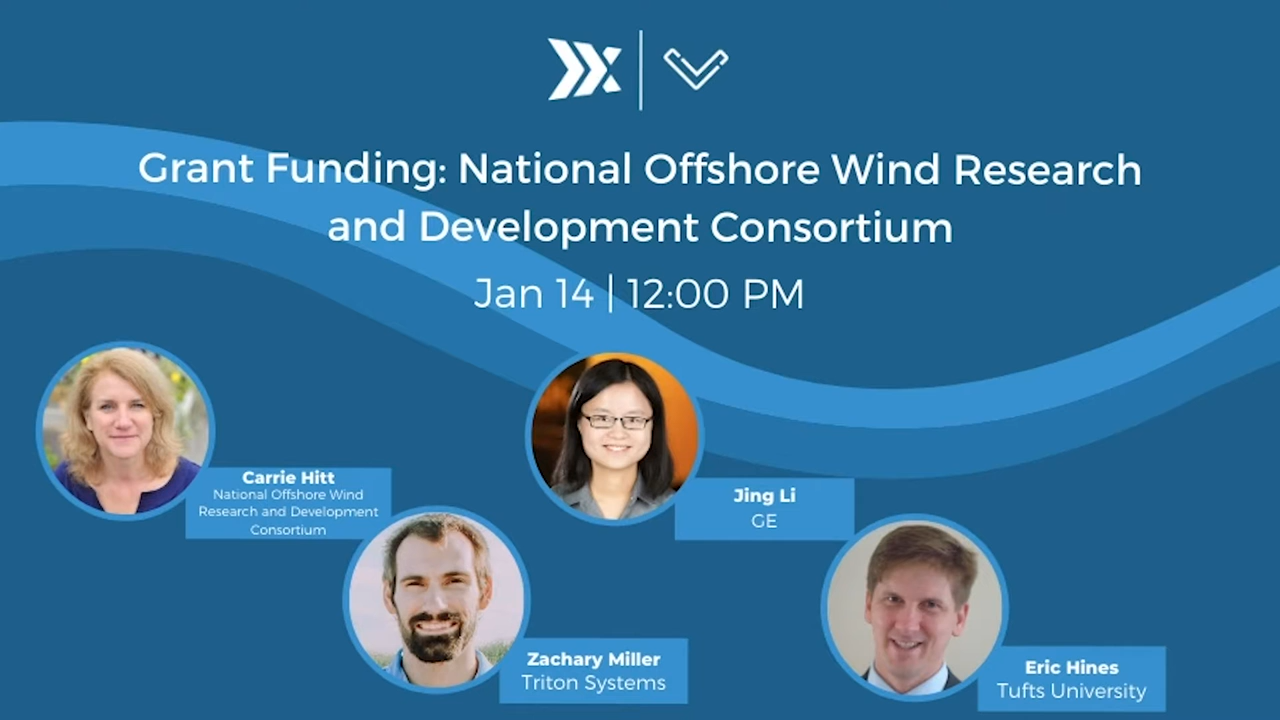 Grant Funding: National Offshore Wind Research
and Development Consortium
Jan 14 | 12:00 PM
Carrie Hitt
National Offshore Wind
Research and Development
Consortium
Jing Li
GE
Zachary Miller
Triton Systems
Eric Hines
Tufts University